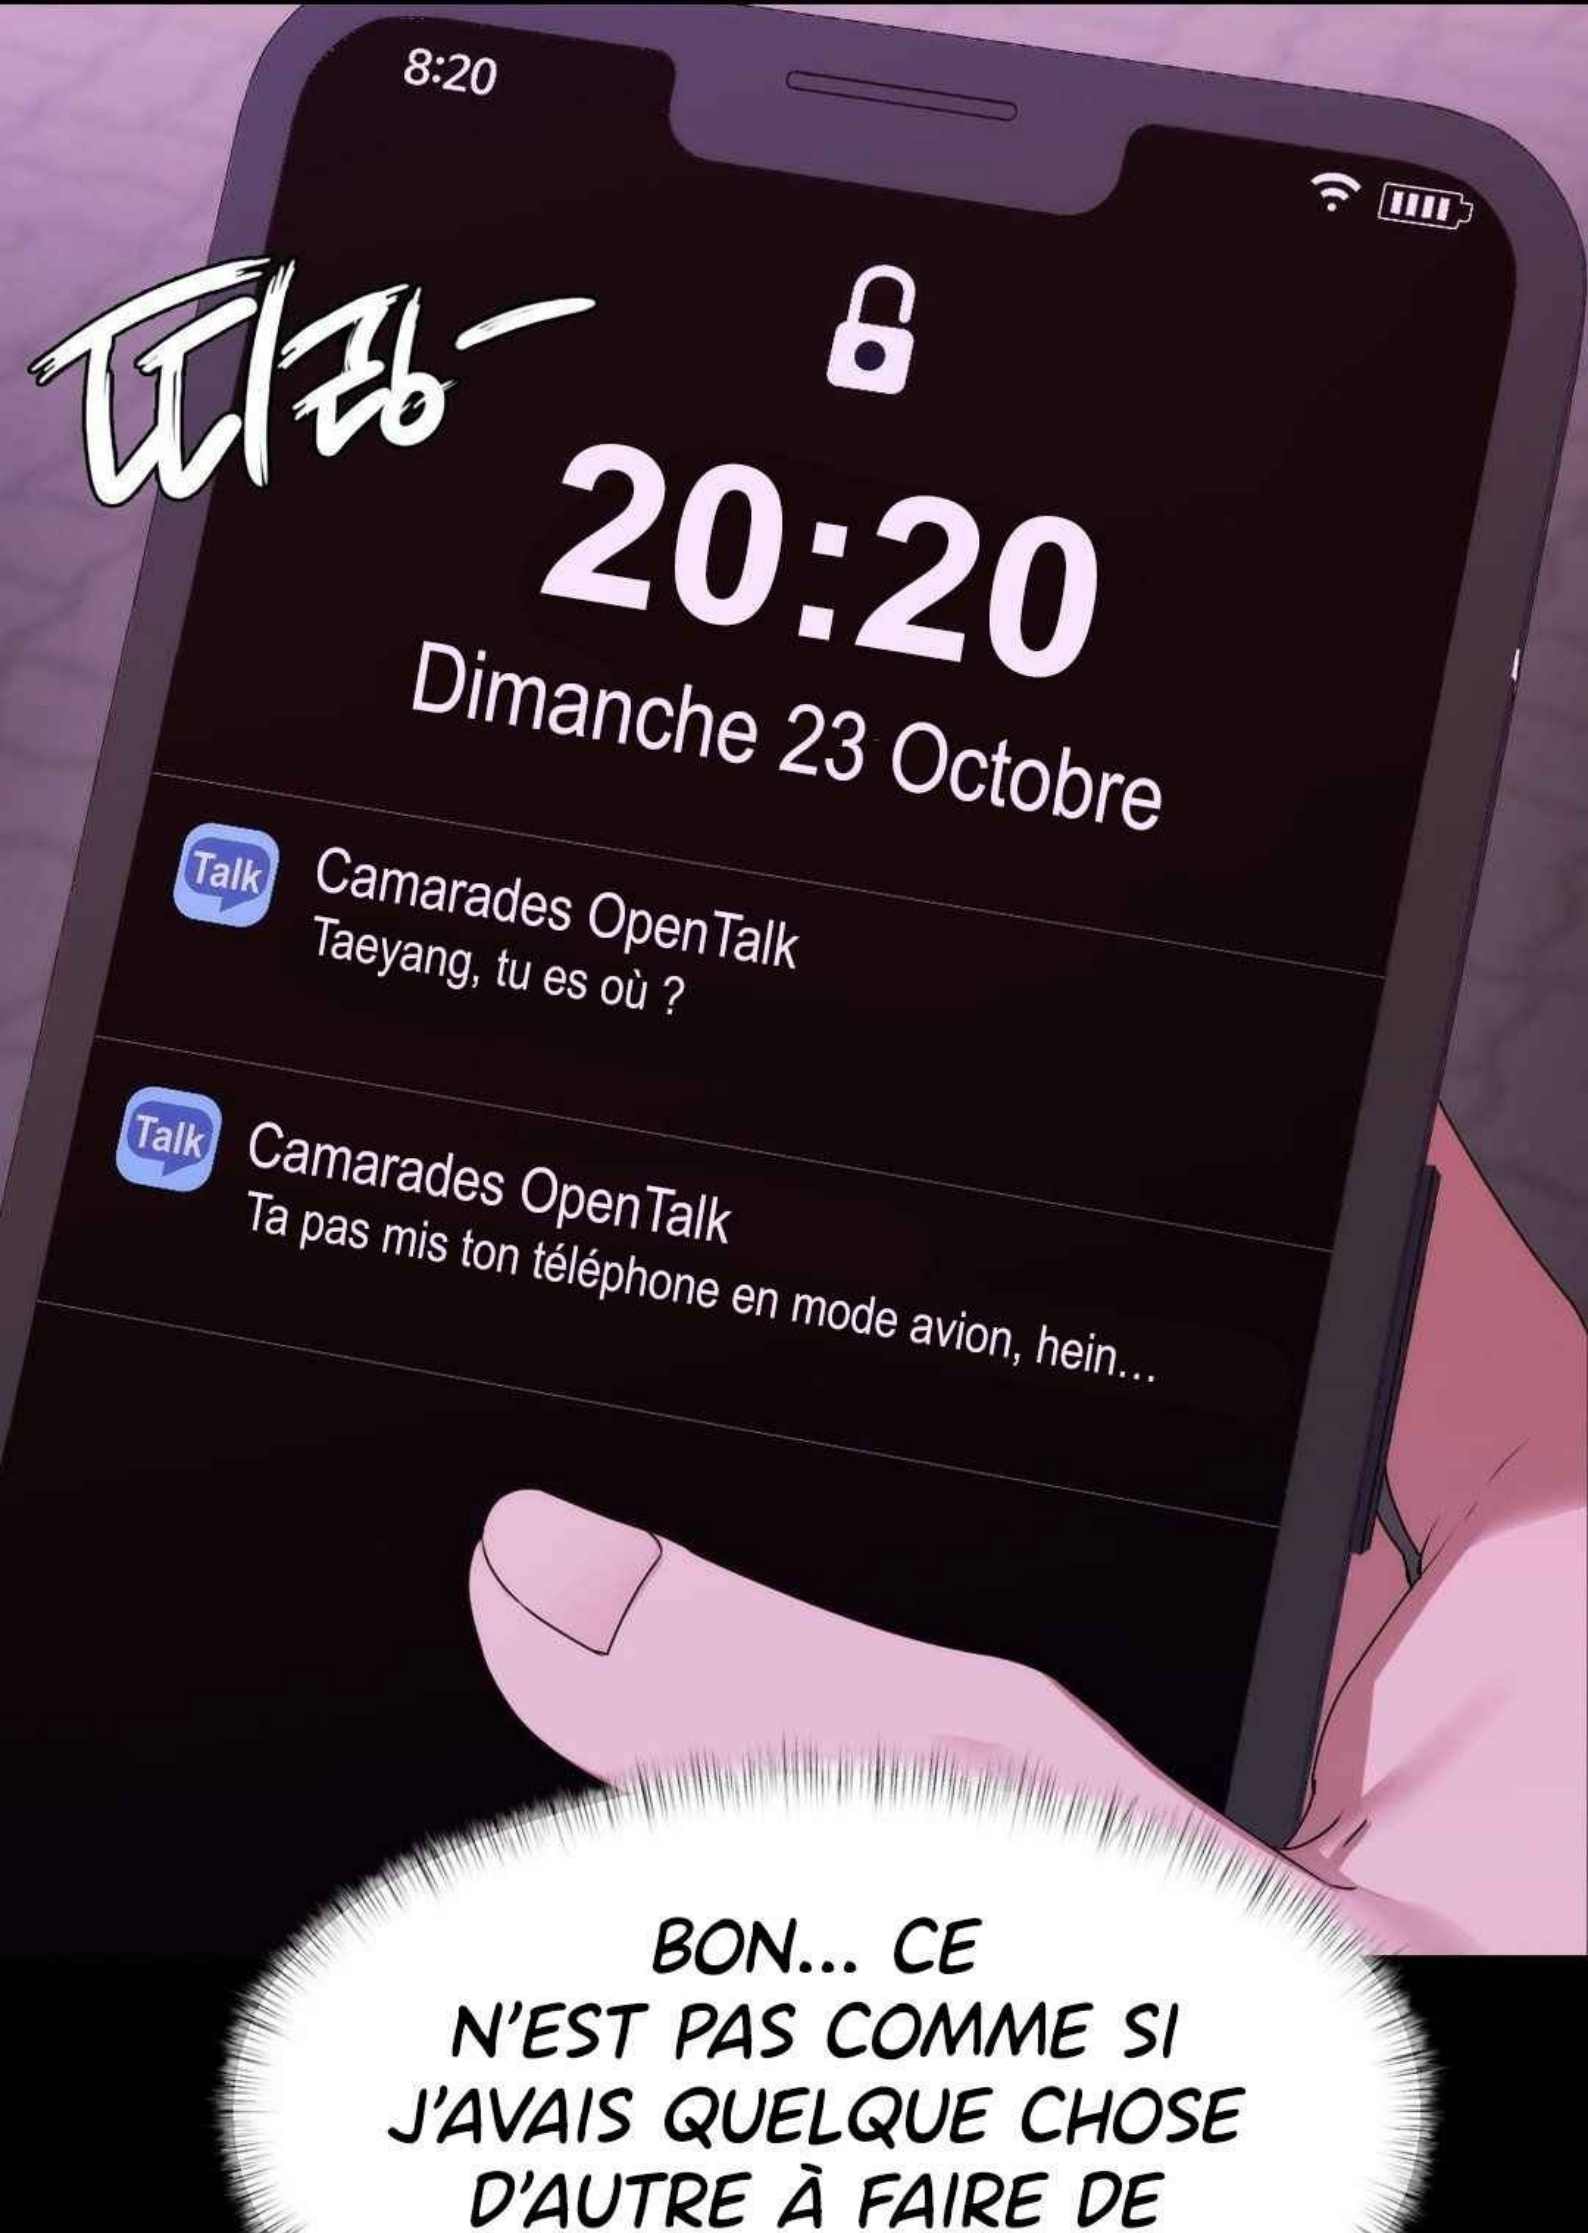 8:20
띠링-
20:20
Dimanche 23 Octobre
Talk
Camarades OpenTalk
Taeyang, tu es où ?
Talk
Camarades OpenTalk
Ta pas mis ton téléphone en mode avion, hein...
BON... CE
N'EST PAS COMME SI
J'AVAIS QUELQUE CHOSE
D'AUTRE À FAIRE DE